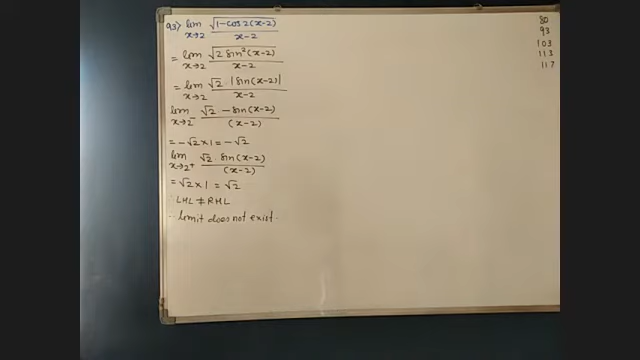 93> lim x→2 √(1-cos 2(x-2)) / x-2
= lim x→2 √(2 sin²(x-2)) / x-2
= lim x→2 √2 · |sin(x-2)| / x-2
lim x→2⁻ √2 · -sin(x-2) / (x-2)
= -√2×1 = -√2
lim x→2⁺ √2 · sin(x-2) / (x-2)
= √2×1 = √2
LHL ≠ RHL
∴ limit does not exist.
80
93
103
113
117